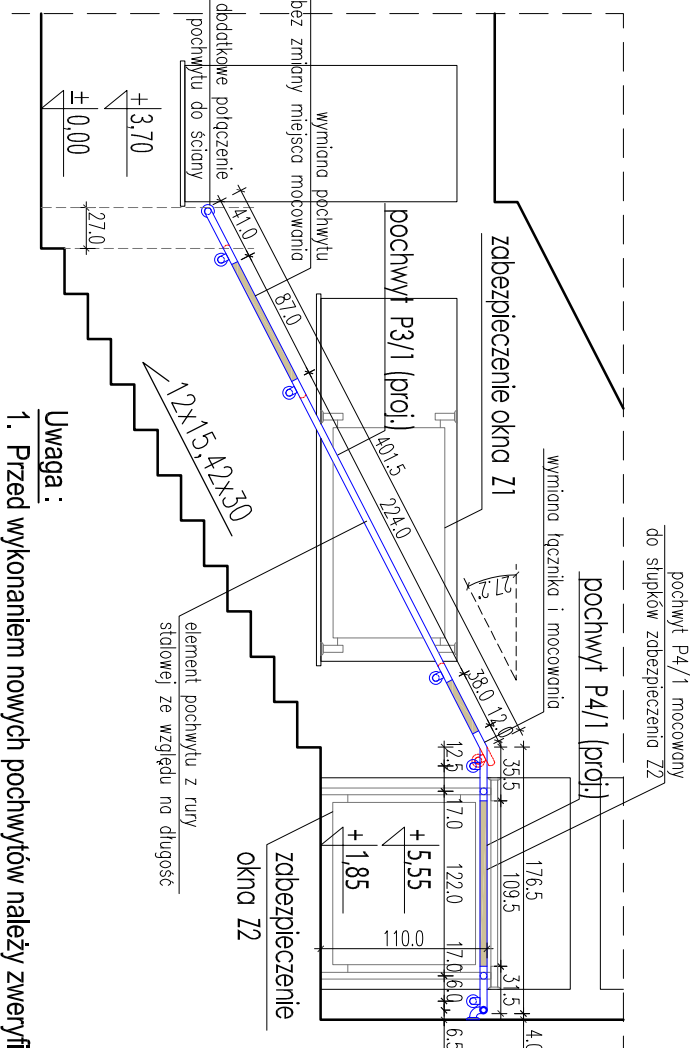 bez zmiany miejsca mocowania
wymiana pochwytu
dodatkowe połączenie
pochwytu do ściany
+ 3,70
± 0,00
27.0
41.0
87.0
401.5
224.0
38.0
12.0
pochwyt P3/1 (proj.)
zabezpieczenie okna Z1
wymiana łącznika i mocowania
27.2°
pochwyt P4/1 mocowany
do słupków zabezpieczenia Z2
pochwyt P4/1 (proj.)
12x15,42x30
element pochwytu z rury
stalowej ze względu na długość
176.5
35.5
109.5
31.5
4.0
12.5
17.0
122.0
17.0
6.0
6.5
110.0
+ 5,55
+ 1,85
zabezpieczenie
okna Z2
Uwaga :
1. Przed wykonaniem nowych pochwytów należy zweryfi